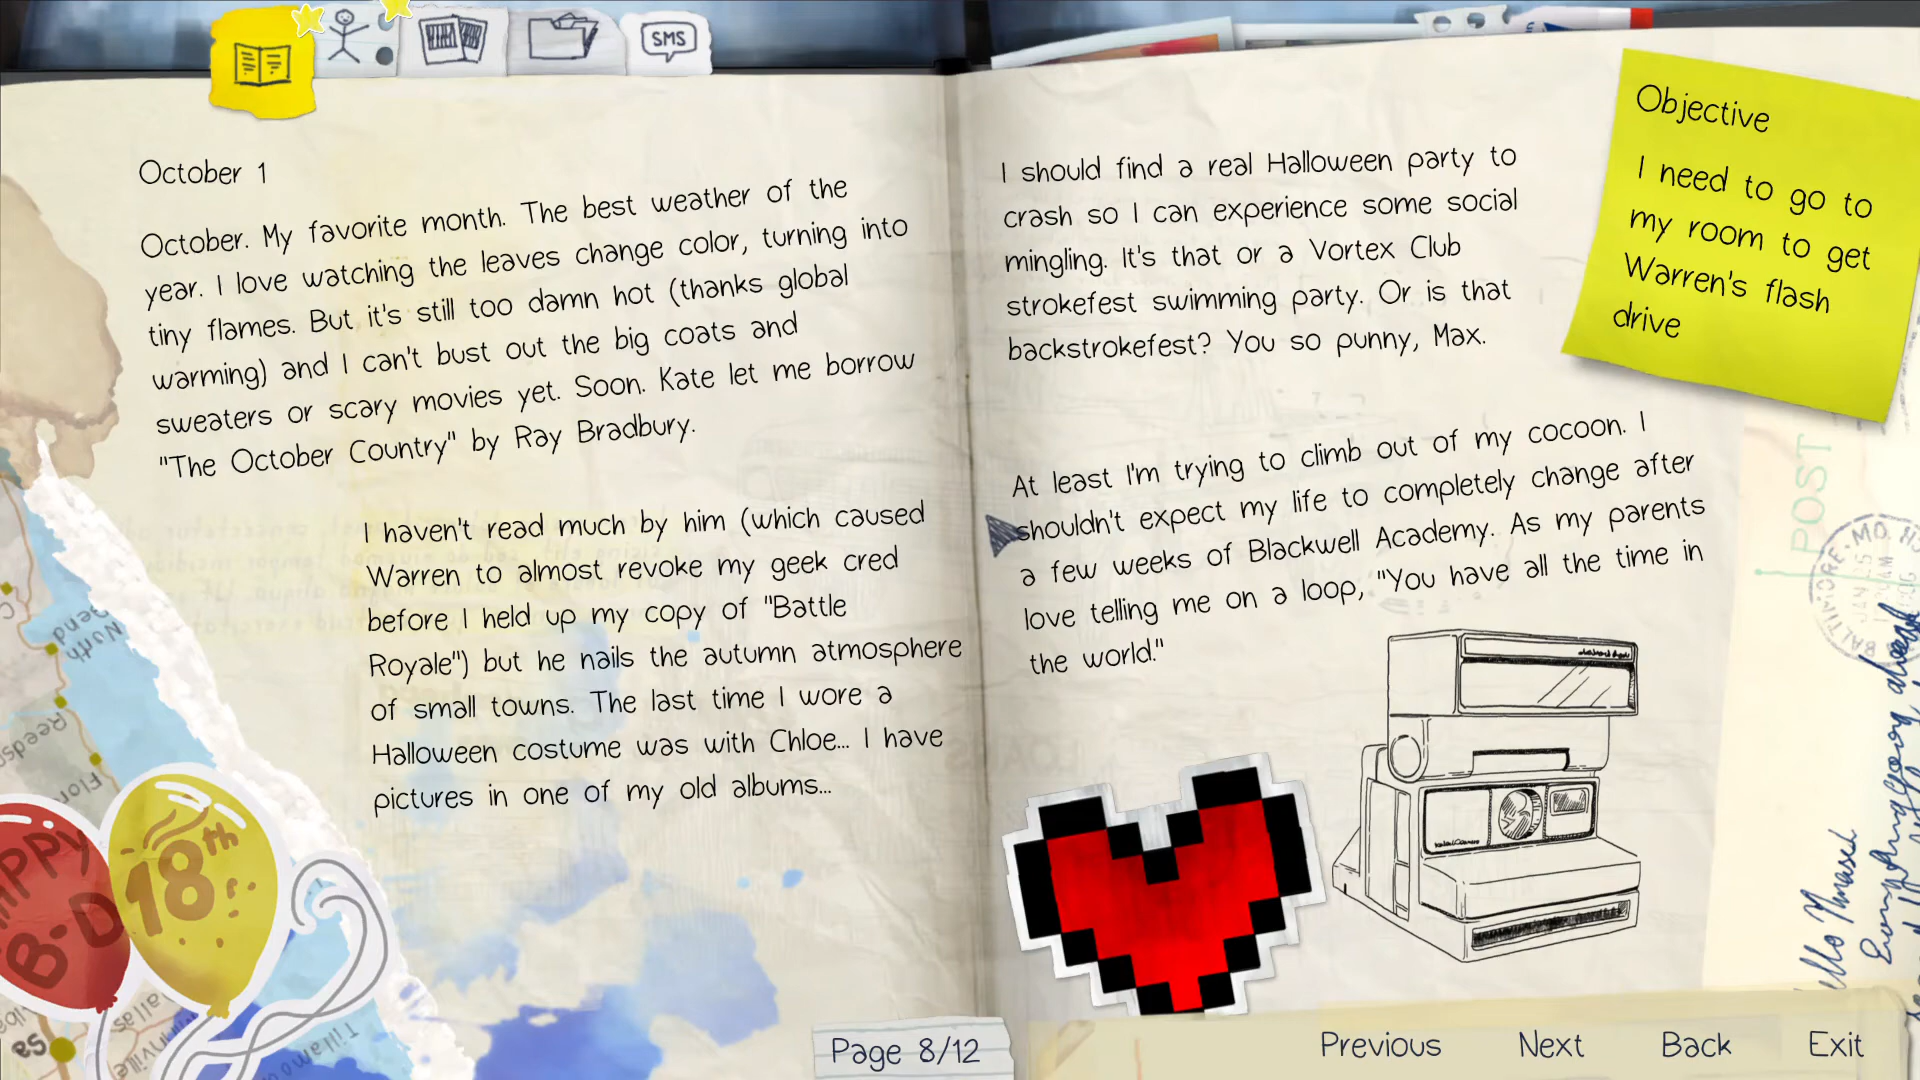 SMS
October 1
October. My favorite month. The best weather of the
year. I love watching the leaves change color, turning into
tiny flames. But it's still too damn hot (thanks global
warming) and I can't bust out the big coats and
sweaters or scary movies yet. Soon. Kate let me borrow
"The October Country" by Ray Bradbury.
I haven't read much by him (which caused
Warren to almost revoke my geek cred
before I held up my copy of "Battle
Royale") but he nails the autumn atmosphere
of small towns. The last time I wore a
Halloween costume was with Chloe... I have
pictures in one of my old albums...
I should find a real Halloween party to
crash so I can experience some social
mingling. It's that or a Vortex Club
strokefest swimming party. Or is that
backstrokefest? You so punny, Max.
At least I'm trying to climb out of my cocoon. I
shouldn't expect my life to completely change after
a few weeks of Blackwell Academy. As my parents
love telling me on a loop, "You have all the time in
the world."
Objective
I need to go to
my room to get
Warren's flash
drive
POST
North
Bend
B-D
18th
Page 8/12
Previous
Next
Back
Exit